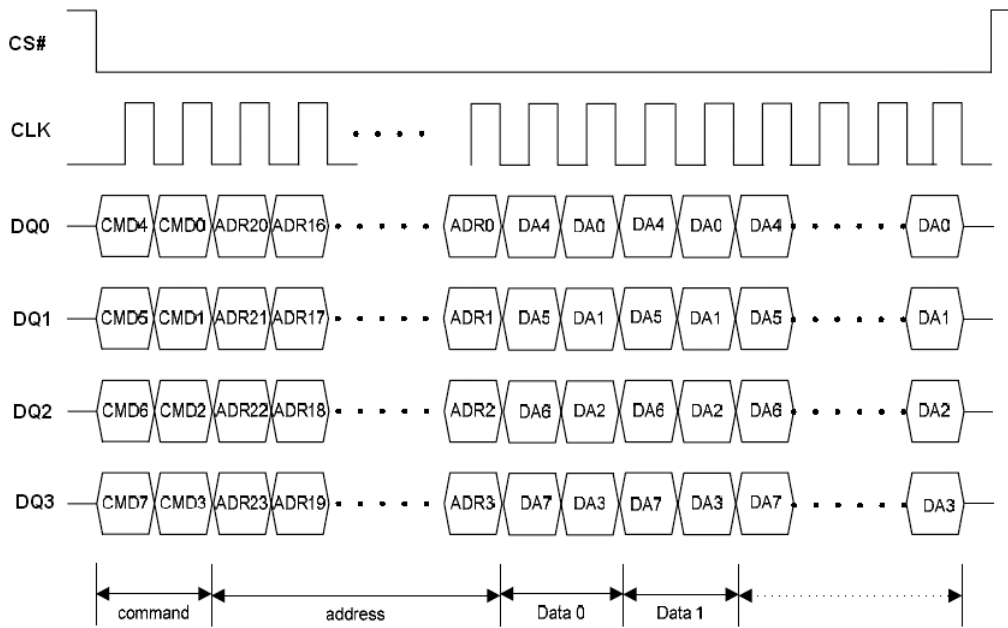 CS#
CLK
DQ0 CMD4 CMD0 ADR20 ADR16 ADR0 DA4 DA0 DA4 DA0 DA4 DA0
DQ1 CMD5 CMD1 ADR21 ADR17 ADR1 DA5 DA1 DA5 DA1 DA5 DA1
DQ2 CMD6 CMD2 ADR22 ADR18 ADR2 DA6 DA2 DA6 DA2 DA6 DA2
DQ3 CMD7 CMD3 ADR23 ADR19 ADR3 DA7 DA3 DA7 DA3 DA7 DA3
command address Data 0 Data 1